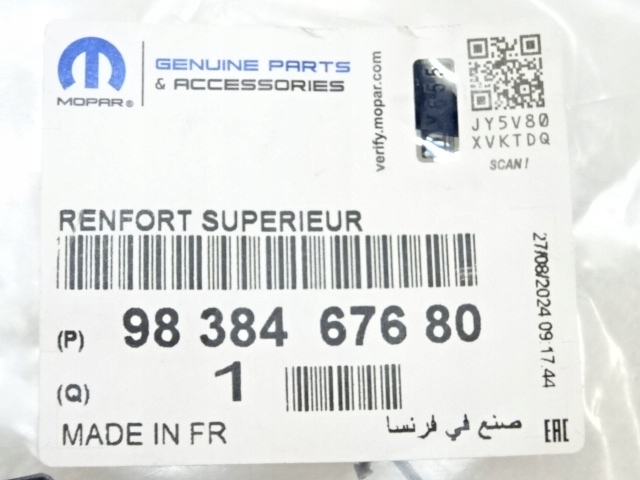 MOPAR®
GENUINE PARTS
& ACCESSORIES
verify.mopar.com
JY5V80
XVKTDQ
SCAN!
RENFORT SUPERIEUR
27/08/2024 09:17:44
(P) 98 384 676 80
(Q) 1
MADE IN FR
صنع في فرنسا
EAC